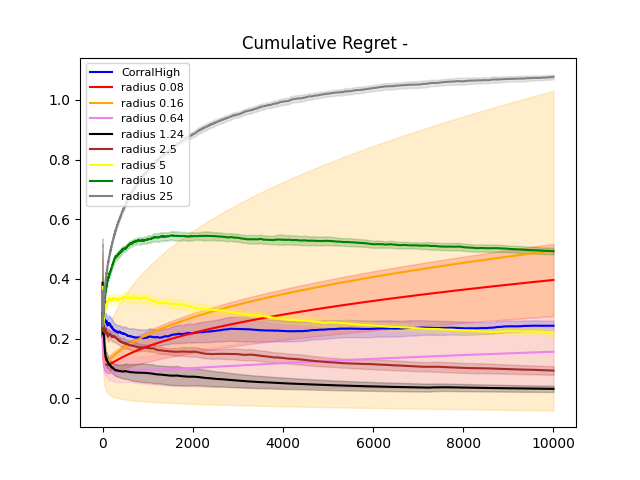 Cumulative Regret -
CorralHigh
radius 0.08
radius 0.16
radius 0.64
radius 1.24
radius 2.5
radius 5
radius 10
radius 25
1.0
0.8
0.6
0.4
0.2
0.0
0 2000 4000 6000 8000 10000